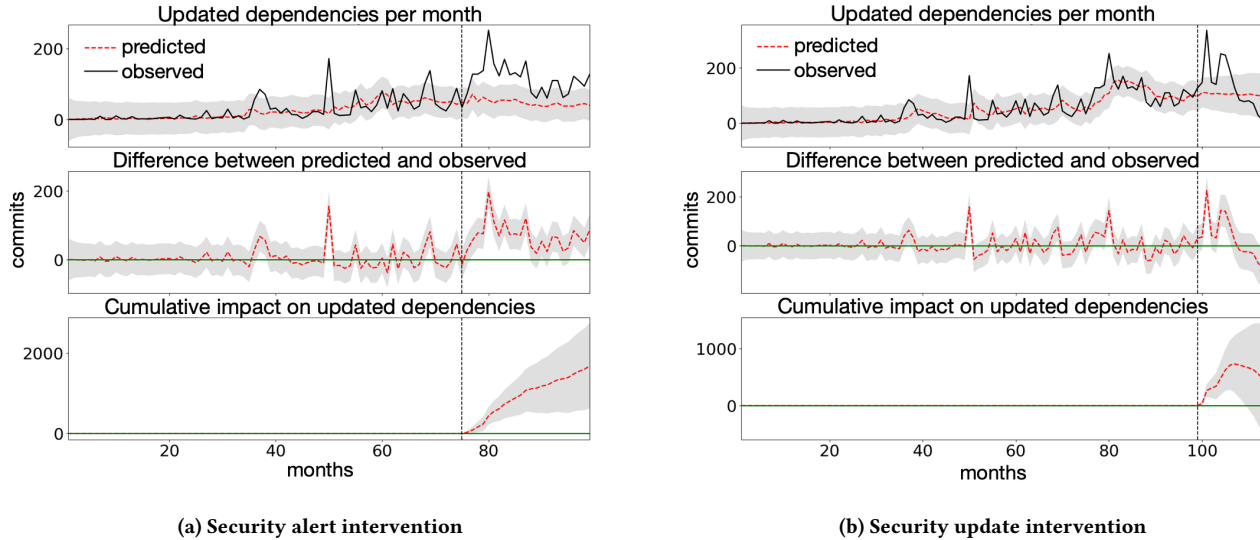 Updated dependencies per month
200
0
predicted
observed
Difference between predicted and observed
commits
200
0
Cumulative impact on updated dependencies
2000
0
20 40 60 80
months
(a) Security alert intervention
Updated dependencies per month
200
0
predicted
observed
Difference between predicted and observed
commits
200
0
Cumulative impact on updated dependencies
1000
0
20 40 60 80 100
months
(b) Security update intervention